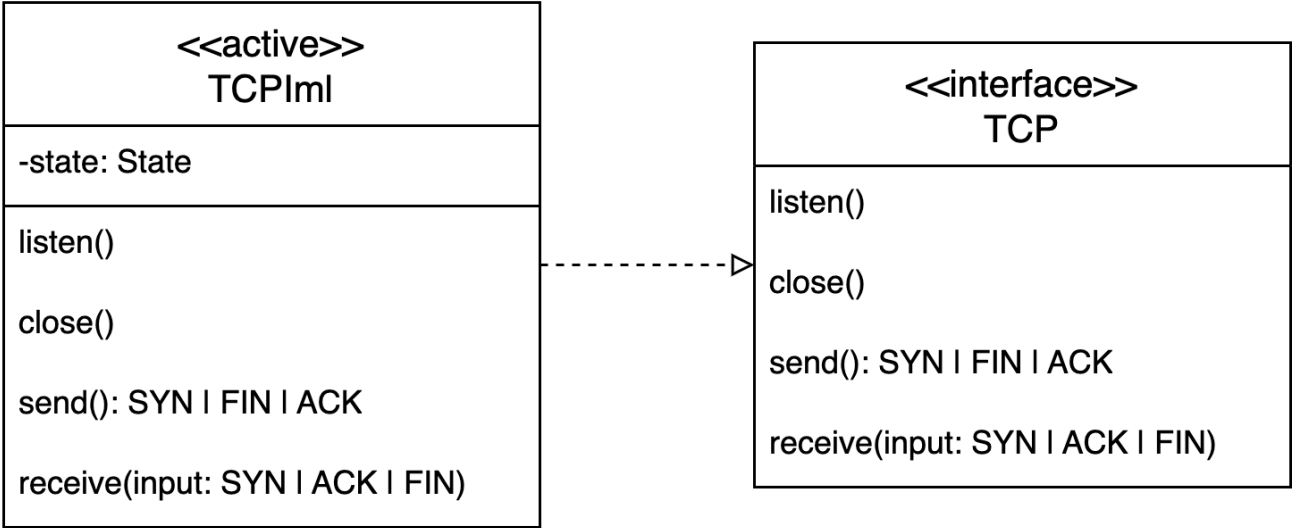 <<active>>
TCPIml
-state: State
listen()
close()
send(): SYN | FIN | ACK
receive(input: SYN | ACK | FIN)
<<interface>>
TCP
listen()
close()
send(): SYN | FIN | ACK
receive(input: SYN | ACK | FIN)